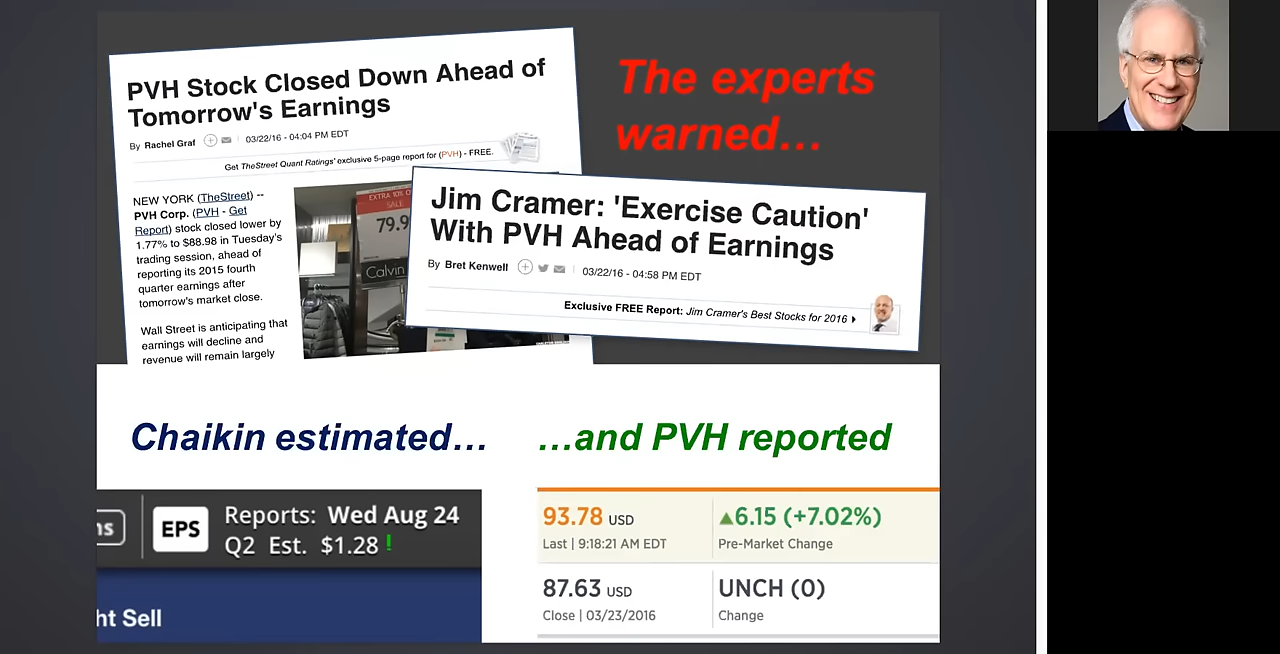 PVH Stock Closed Down Ahead of
Tomorrow's Earnings
By Rachel Graf 03/22/16 - 04:04 PM EDT
Get TheStreet Quant Ratings' exclusive 5-page report for (PVH) - FREE.
NEW YORK (TheStreet) --
PVH Corp. (PVH - Get
Report) stock closed lower by
1.77% to $88.98 in Tuesday's
trading session, ahead of
reporting its 2015 fourth
quarter earnings after
tomorrow's market close.
Wall Street is anticipating that
earnings will decline and
revenue will remain largely
EXTRA 10%
SALE
79.9
Calvin
The experts
warned...
Jim Cramer: 'Exercise Caution'
With PVH Ahead of Earnings
By Bret Kenwell 03/22/16 - 04:58 PM EDT
Exclusive FREE Report: Jim Cramer's Best Stocks for 2016
Chaikin estimated...
...and PVH reported
ns
EPS
Reports: Wed Aug 24
Q2 Est. $1.28 !
ht Sell
93.78 USD
Last | 9:18:21 AM EDT
▲6.15 (+7.02%)
Pre-Market Change
87.63 USD
Close | 03/23/2016
UNCH (0)
Change